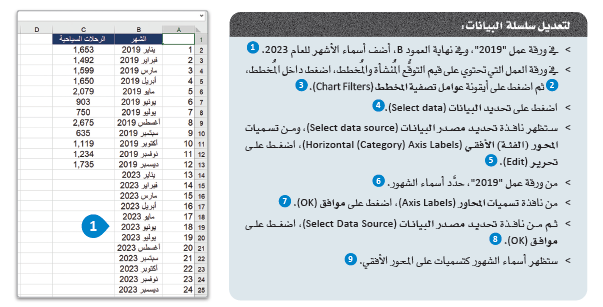 لتعديل سلسلة البيانات:
< في ورقة عمل "2019"، وفي نهاية العمود B، أضف أسماء الأشهر للعام 2023. 1
< في ورقة العمل التي تحتوي على قيم التوقُّع المُنشأة والمُخطط، اضغط داخل المُخطط،
2 ثم اضغط على أيقونة عوامل تصفية المخطط (Chart Filters). 3
< اضغط على تحديد البيانات (Select data). 4
< ستظهر نافذة تحديد مصدر البيانات (Select data source)، ومن تسميات
المحور (الفئة) الأفقي (Horizontal (Category) Axis Labels)، اضغط على
تحرير (Edit). 5
< من ورقة عمل "2019"، حدَّد أسماء الشهور. 6
< من نافذة تسميات المحاور (Axis Labels)، اضغط على موافق (OK). 7
< ثم من نافذة تحديد مصدر البيانات (Select Data Source)، اضغط على
موافق (OK). 8
< ستظهر أسماء الشهور كتسميات على المحور الأفقي. 9
D C B A
1 الشهر الرحلات السياحية
2 1 يناير 2019 1,653
3 2 فبراير 2019 1,492
4 3 مارس 2019 1,599
5 4 أبريل 2019 1,650
6 5 مايو 2019 2,079
7 6 يونيو 2019 903
8 7 يوليو 2019 750
9 8 أغسطس 2019 2,675
10 9 سبتمبر 2019 635
11 10 أكتوبر 2019 1,119
12 11 نوفمبر 2019 1,234
13 12 ديسمبر 2019 1,735
14 13 يناير 2023
15 14 فبراير 2023
16 15 مارس 2023
17 16 أبريل 2023
18 17 مايو 2023
19 18 يونيو 2023 1
20 19 يوليو 2023
21 20 أغسطس 2023
22 21 سبتمبر 2023
23 22 أكتوبر 2023
24 23 نوفمبر 2023
25 24 ديسمبر 2023